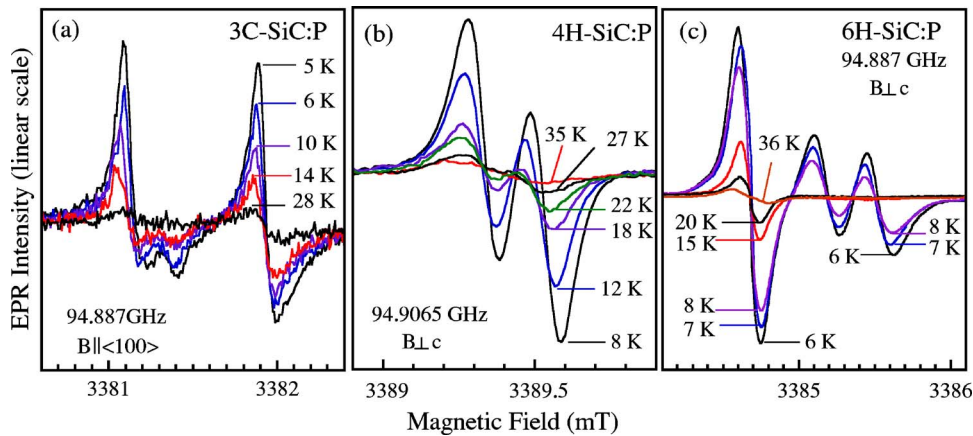 EPR Intensity (linear scale)
(a)
3C-SiC:P
5 K
6 K
10 K
14 K
28 K
94.887GHz
B||<100>
3381
3382
(b)
4H-SiC:P
35 K
27 K
22 K
18 K
12 K
8 K
94.9065 GHz
B⊥c
3389
3389.5
(c)
6H-SiC:P
94.887 GHz
B⊥c
36 K
20 K
15 K
8 K
7 K
6 K
8 K
7 K
6 K
3385
3386
Magnetic Field (mT)